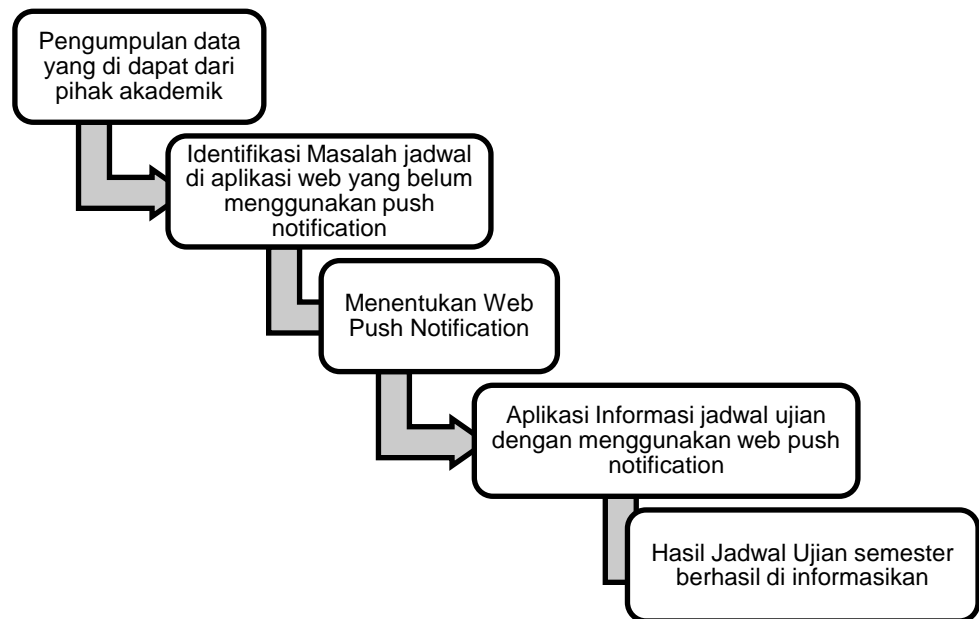 Pengumpulan data
yang di dapat dari
pihak akademik
Identifikasi Masalah jadwal
di aplikasi web yang belum
menggunakan push
notification
Menentukan Web
Push Notification
Aplikasi Informasi jadwal ujian
dengan menggunakan web push
notification
Hasil Jadwal Ujian semester
berhasil di informasikan